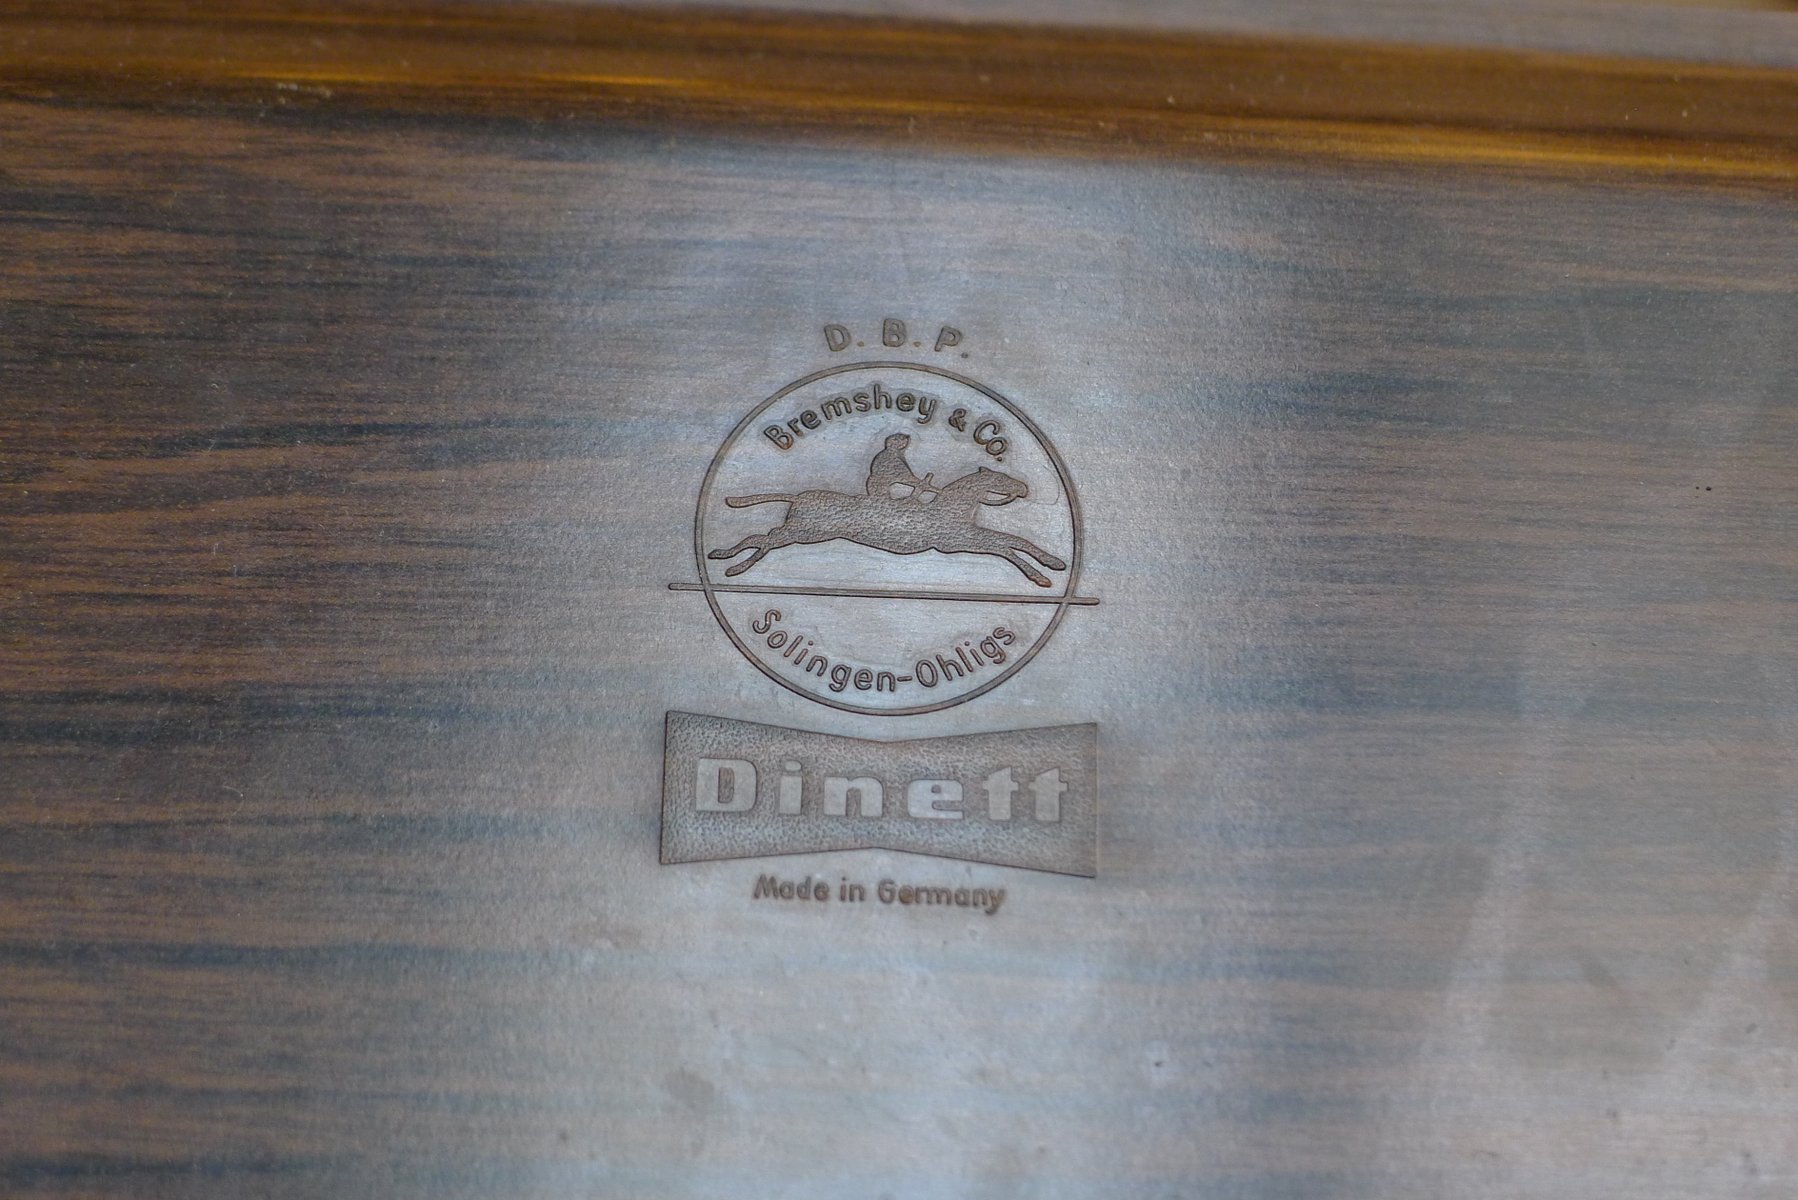 D. B. P.
Bremshey & Co.
Solingen-Ohligs
Dinett
Made in Germany